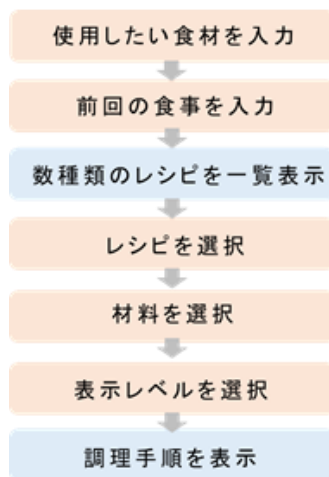 使用したい食材を入力
前回の食事を入力
数種類のレシピを一覧表示
レシピを選択
材料を選択
表示レベルを選択
調理手順を表示